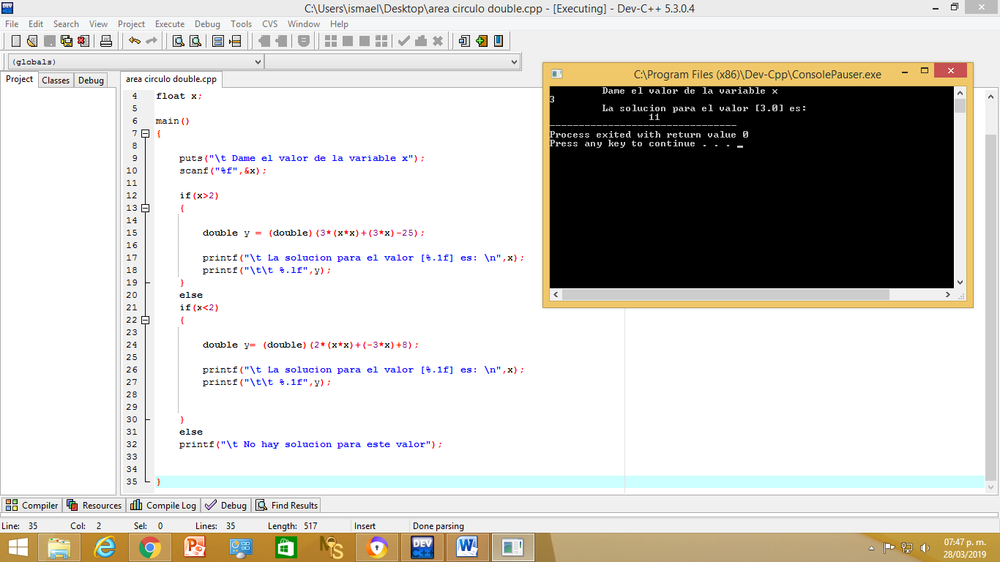 C:\Users\ismael\Desktop\area circulo double.cpp - [Executing] - Dev-C++ 5.3.0.4
File Edit Search View Project Execute Debug Tools CVS Window Help
(globals)
Project Classes Debug
area circulo double.cpp
4 float x;
5
6 main()
7 {
8
9 puts("\t Dame el valor de la variable x");
10 scanf("%f",&x);
11
12 if(x>2)
13 {
14
15 double y = (double)(3*(x*x)+(3*x)-25);
16
17 printf("\t La solucion para el valor [%.1f] es: \n",x);
18 printf("\t\t %.lf",y);
19 }
20 else
21 if(x<2)
22 {
23
24 double y= (double)(2*(x*x)+(-3*x)+8);
25
26 printf("\t La solucion para el valor [%.1f] es: \n",x);
27 printf("\t\t %.1f",y);
28
29
30 }
31 else
32 printf("\t No hay solucion para este valor");
33
34
35 }
C:\Program Files (x86)\Dev-Cpp\ConsolePauser.exe
Dame el valor de la variable x
3
La solucion para el valor [3.0] es:
11
--------------------------------
Process exited with return value 0
Press any key to continue . . . _
Compiler Resources Compile Log Debug Find Results
Line: 35 Col: 2 Sel: 0 Lines: 35 Length: 517 Insert Done parsing
07:47 p. m.
28/03/2019